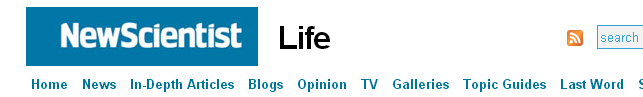 NewScientist Life
search
Home News In-Depth Articles Blogs Opinion TV Galleries Topic Guides Last Word S